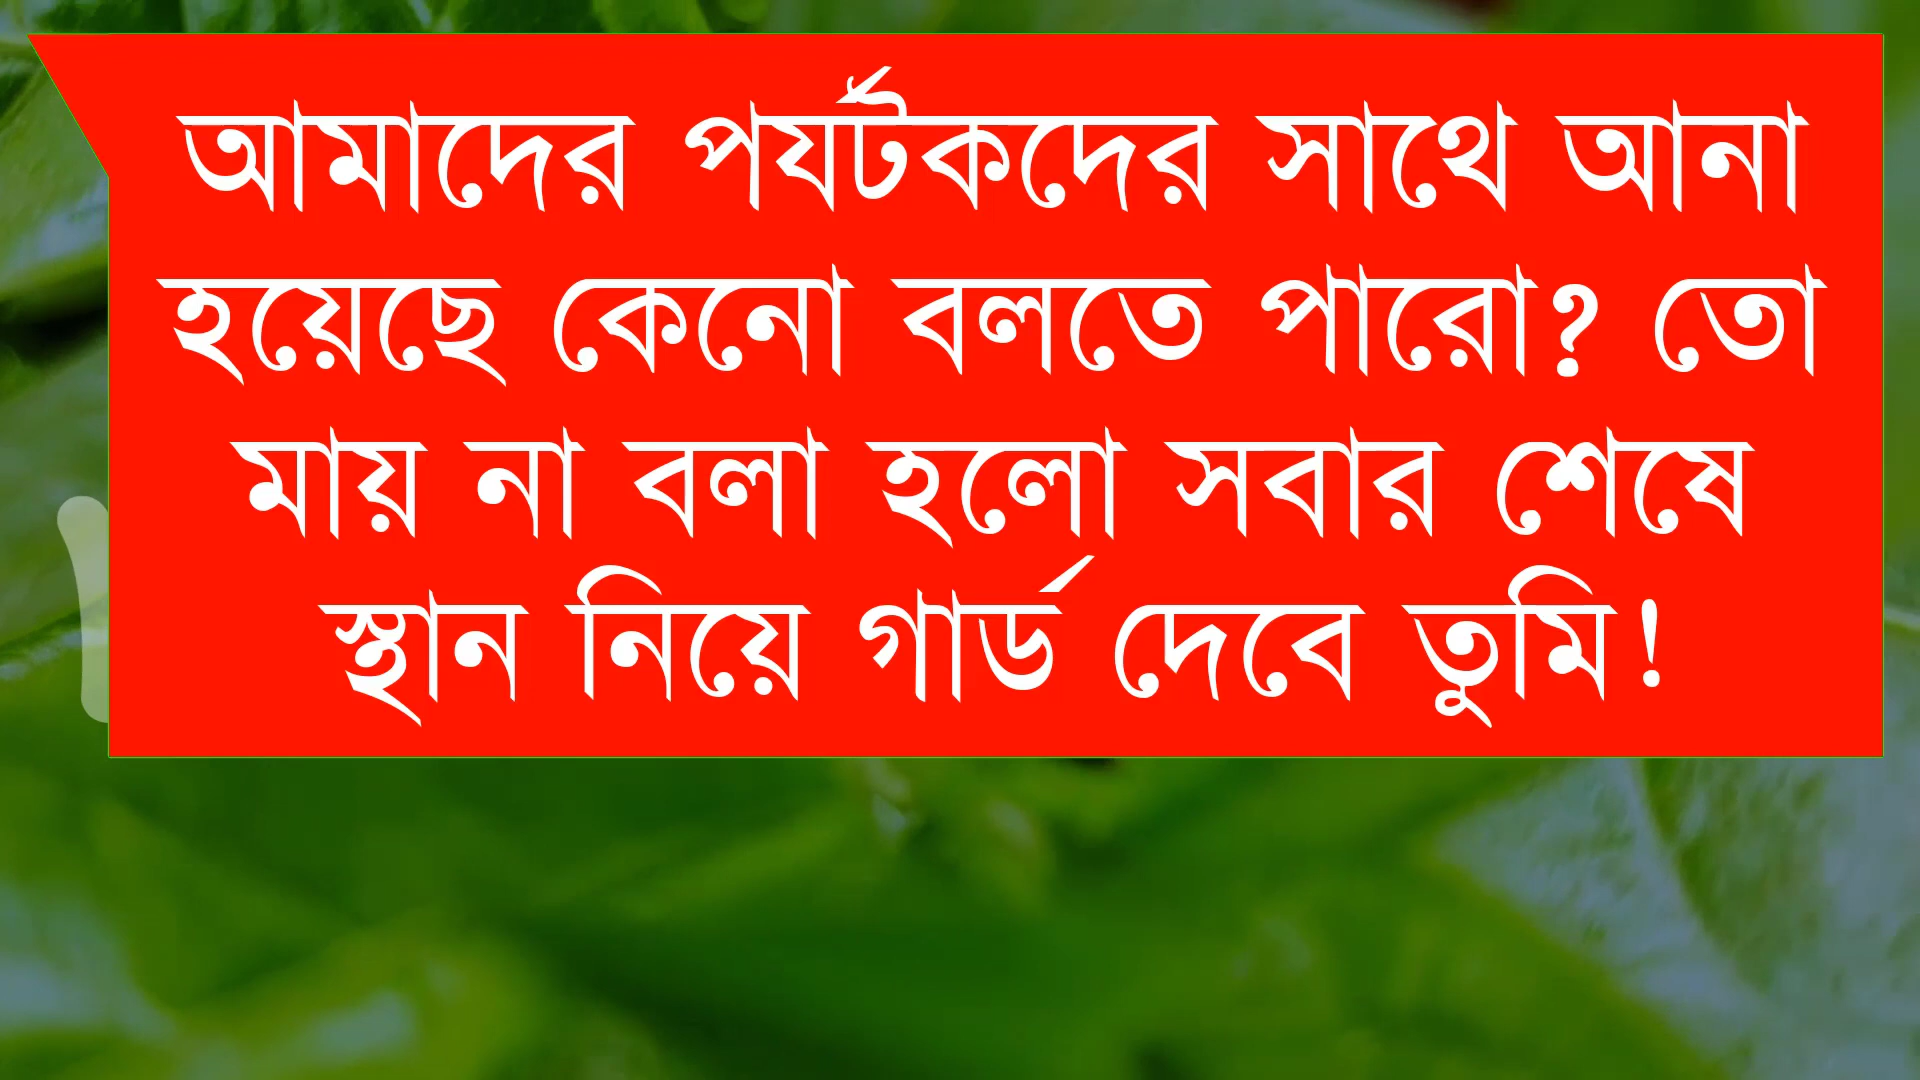 আমাদের পর্যটকদের সাথে আনা
হয়েছে কেনো বলতে পারো? তো
মায় না বলা হলো সবার শেষে
স্থান নিয়ে গার্ড দেবে তুমি!